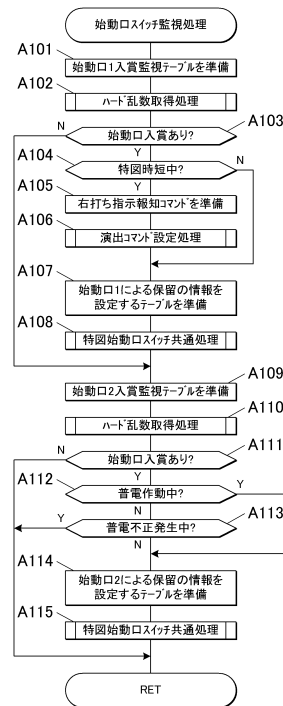 始動口スイッチ監視処理
A101
始動口1入賞監視テーブルを準備
A102
ハード乱数取得処理
A103
N
始動口入賞あり?
A104
Y
特図時短中?
N
A105
Y
右打ち指示報知コマンドを準備
A106
演出コマンド設定処理
A107
始動口1による保留の情報を
設定するテーブルを準備
A108
特図始動口スイッチ共通処理
A109
始動口2入賞監視テーブルを準備
A110
ハード乱数取得処理
A111
N
始動口入賞あり?
A112
Y
普電作動中?
Y
A113
Y
N
普電不正発生中?
A114
N
始動口2による保留の情報を
設定するテーブルを準備
A115
特図始動口スイッチ共通処理
RET